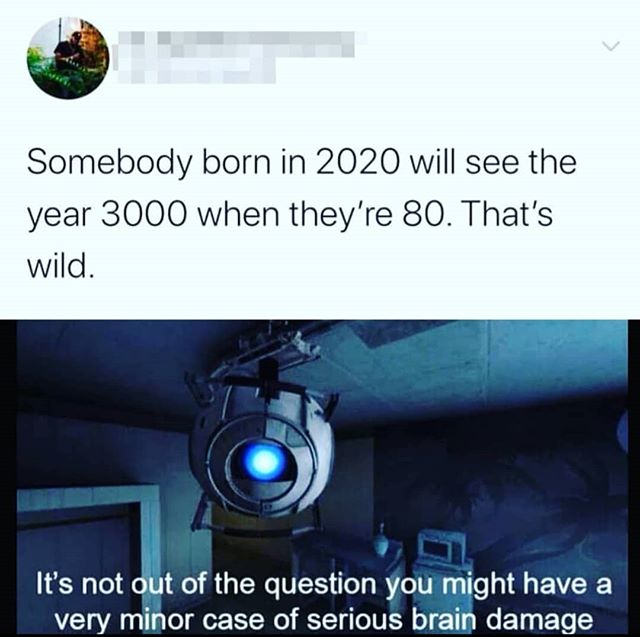 Somebody born in 2020 will see the
year 3000 when they're 80. That's
wild.
It's not out of the question you might have a
very minor case of serious brain damage